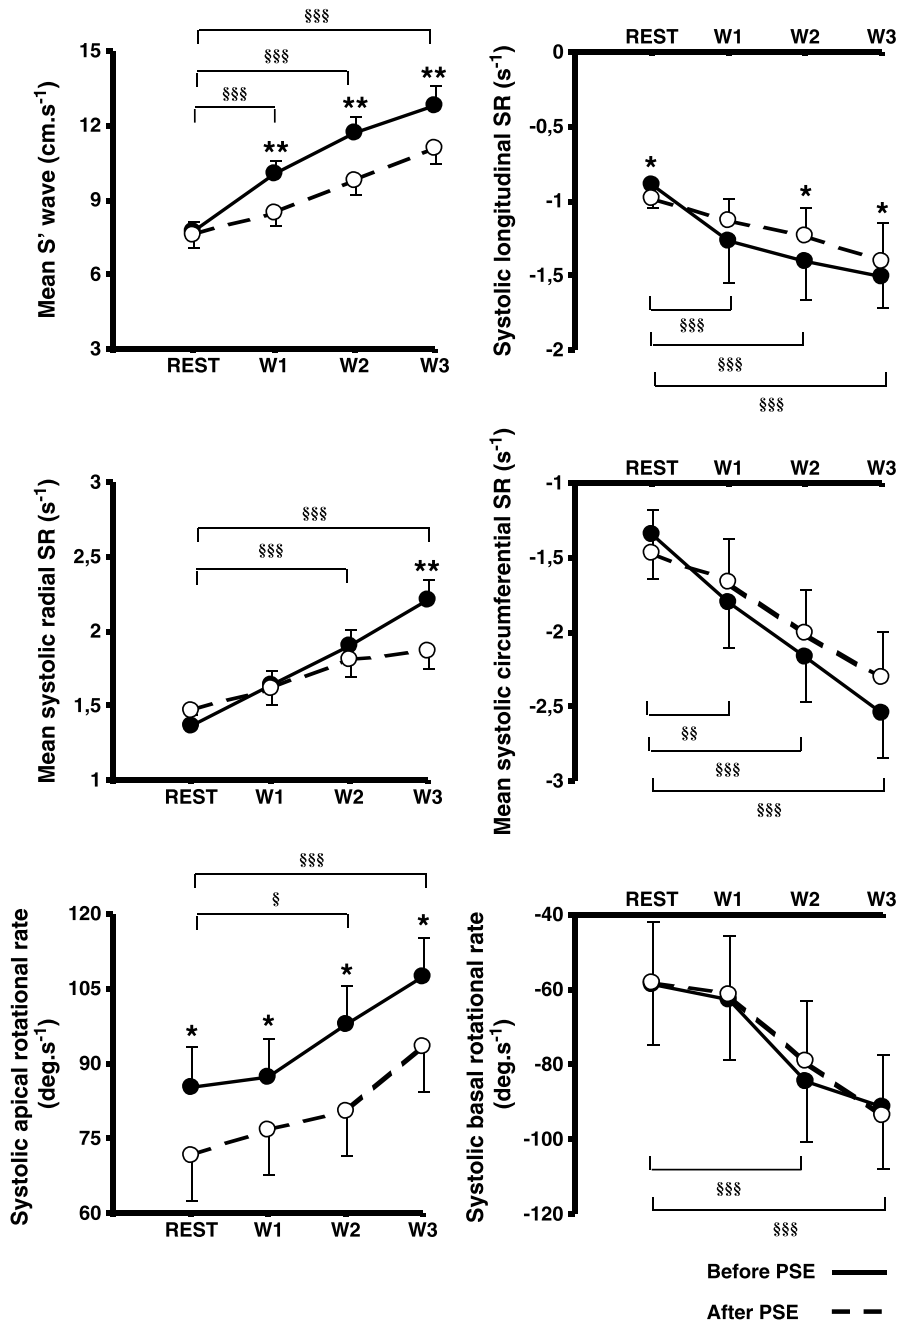 §§§
§§§
§§§
** ** **
Mean S' wave (cm.s-1)
15
12
9
6
3
REST W1 W2 W3
REST W1 W2 W3
Systolic longitudinal SR (s-1)
0
-0,5
-1
-1,5
-2
* * *
§§§
§§§
§§§
Mean systolic radial SR (s-1)
3
2,5
2
1,5
1
§§§
§§§
**
REST W1 W2 W3
REST W1 W2 W3
Mean systolic circumferential SR (s-1)
-1
-1,5
-2
-2,5
-3
§§
§§§
§§§
Systolic apical rotational rate
(deg.s-1)
120
105
90
75
60
§§§
§
* * * *
REST W1 W2 W3
REST W1 W2 W3
Systolic basal rotational rate
(deg.s-1)
-40
-60
-80
-100
-120
§§§
§§§
Before PSE
After PSE